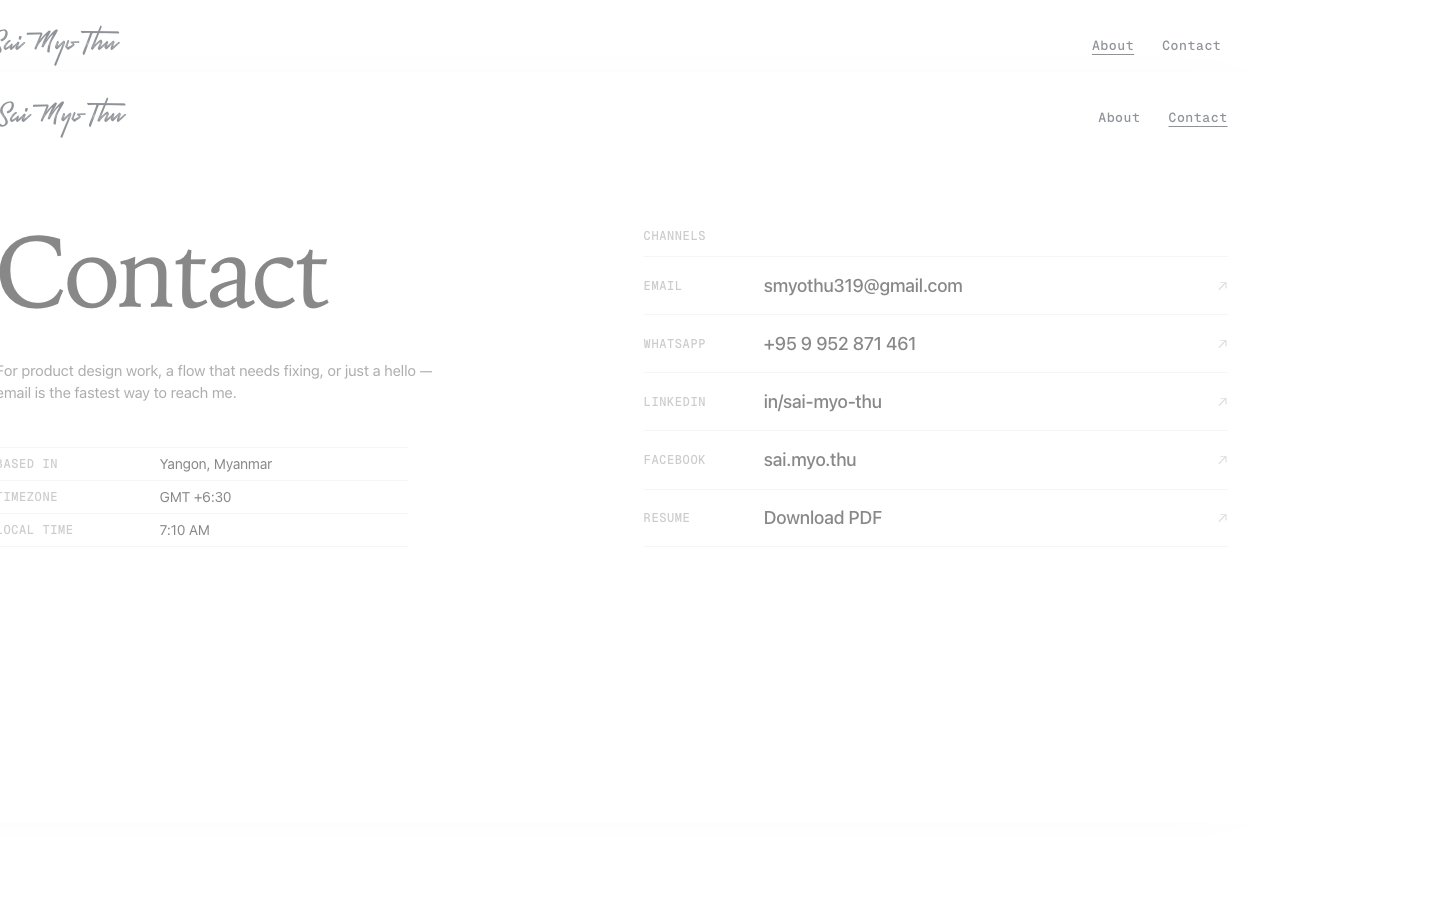 Sai Myo Thu
About Contact
Sai Myo Thu
About Contact
Contact
For product design work, a flow that needs fixing, or just a hello —
email is the fastest way to reach me.
BASED IN Yangon, Myanmar
TIMEZONE GMT +6:30
LOCAL TIME 7:10 AM
CHANNELS
EMAIL smyothu319@gmail.com ↗
WHATSAPP +95 9 952 871 461 ↗
LINKEDIN in/sai-myo-thu ↗
FACEBOOK sai.myo.thu ↗
RESUME Download PDF ↗